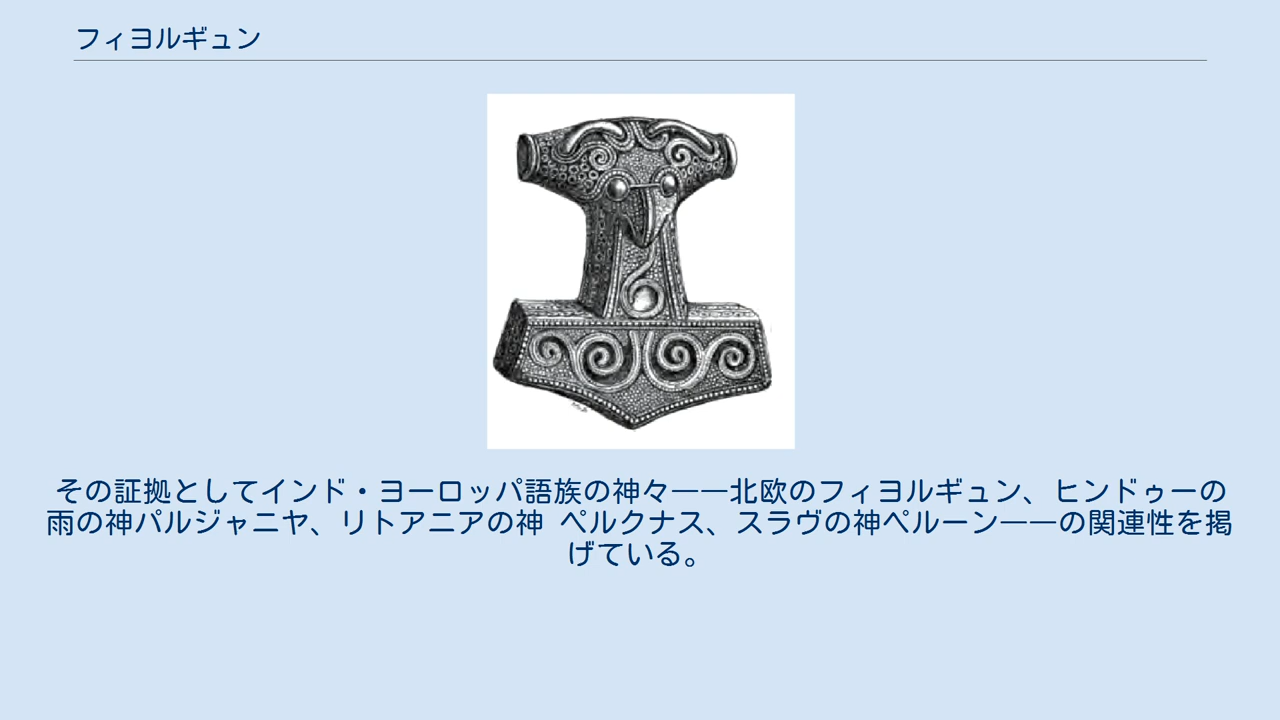 フィヨルギュン
その証拠としてインド・ヨーロッパ語族の神々——北欧のフィヨルギュン、ヒンドゥーの
雨の神パルジャニヤ、リトアニアの神 ペルクナス、スラヴの神ペルーン——の関連性を掲
げている。